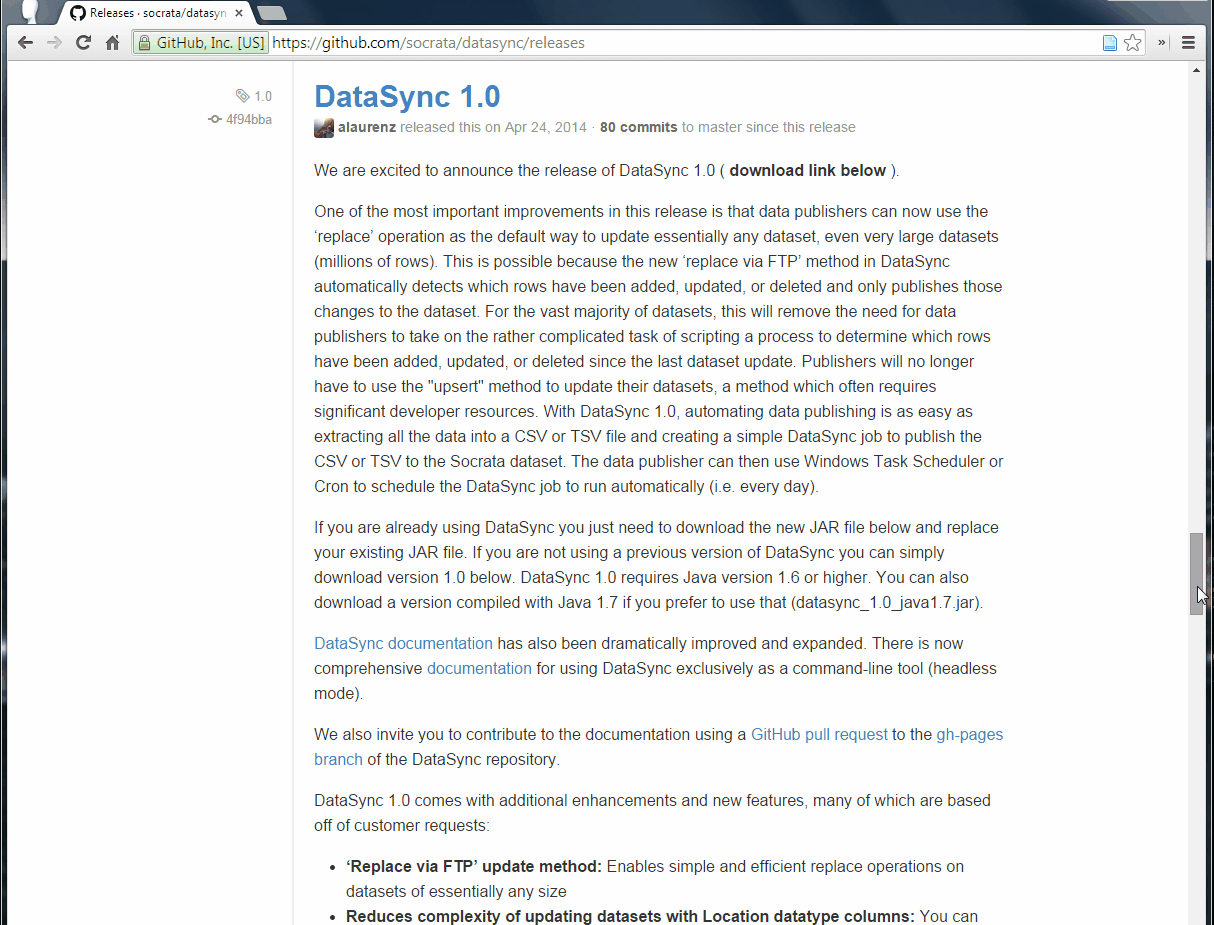 Releases · socrata/datasyn
GitHub, Inc. [US] https://github.com/socrata/datasync/releases
1.0
4f94bba
DataSync 1.0
alaurenz released this on Apr 24, 2014 · 80 commits to master since this release
We are excited to announce the release of DataSync 1.0 ( download link below ).
One of the most important improvements in this release is that data publishers can now use the
‘replace’ operation as the default way to update essentially any dataset, even very large datasets
(millions of rows). This is possible because the new ‘replace via FTP’ method in DataSync
automatically detects which rows have been added, updated, or deleted and only publishes those
changes to the dataset. For the vast majority of datasets, this will remove the need for data
publishers to take on the rather complicated task of scripting a process to determine which rows
have been added, updated, or deleted since the last dataset update. Publishers will no longer
have to use the "upsert" method to update their datasets, a method which often requires
significant developer resources. With DataSync 1.0, automating data publishing is as easy as
extracting all the data into a CSV or TSV file and creating a simple DataSync job to publish the
CSV or TSV to the Socrata dataset. The data publisher can then use Windows Task Scheduler or
Cron to schedule the DataSync job to run automatically (i.e. every day).
If you are already using DataSync you just need to download the new JAR file below and replace
your existing JAR file. If you are not using a previous version of DataSync you can simply
download version 1.0 below. DataSync 1.0 requires Java version 1.6 or higher. You can also
download a version compiled with Java 1.7 if you prefer to use that (datasync_1.0_java1.7.jar).
DataSync documentation has also been dramatically improved and expanded. There is now
comprehensive documentation for using DataSync exclusively as a command-line tool (headless
mode).
We also invite you to contribute to the documentation using a GitHub pull request to the gh-pages
branch of the DataSync repository.
DataSync 1.0 comes with additional enhancements and new features, many of which are based
off of customer requests:
• ‘Replace via FTP’ update method: Enables simple and efficient replace operations on
datasets of essentially any size
• Reduces complexity of updating datasets with Location datatype columns: You can